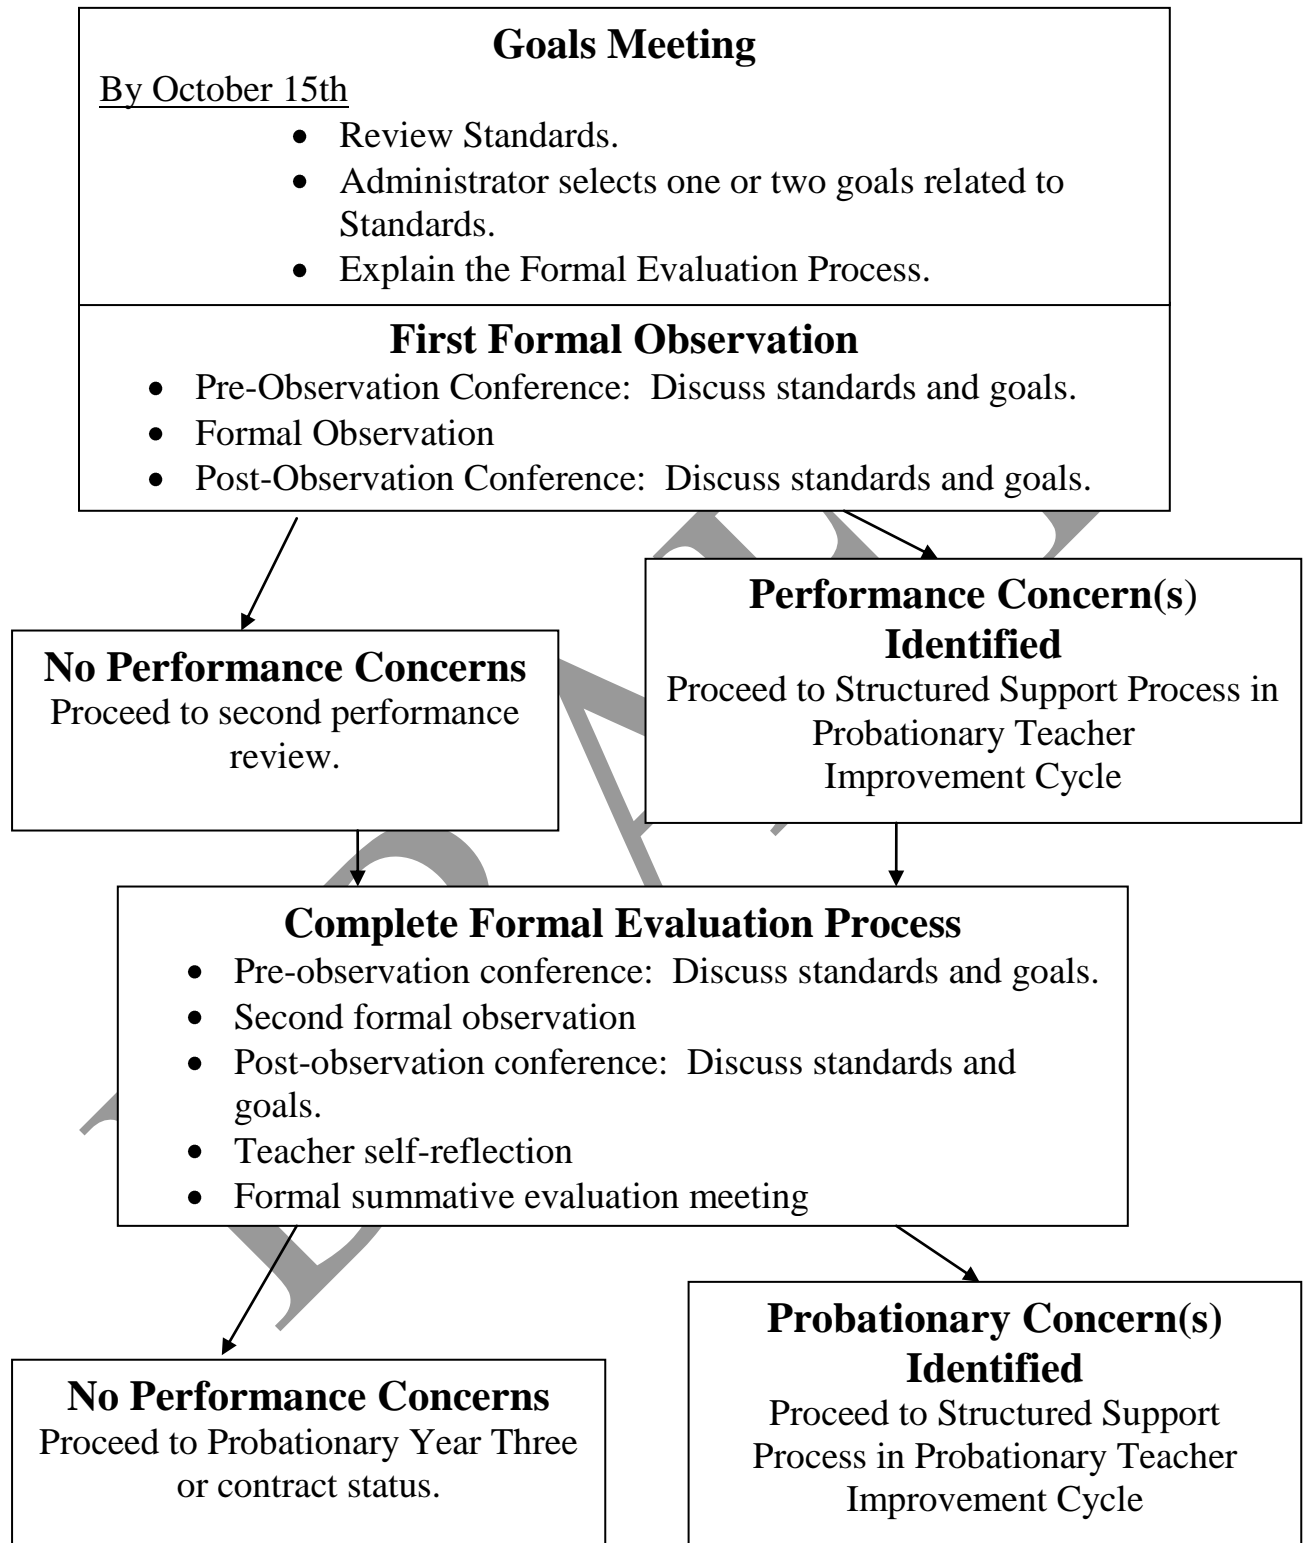 Goals Meeting
By October 15th
• Review Standards.
• Administrator selects one or two goals related to
Standards.
• Explain the Formal Evaluation Process.
First Formal Observation
• Pre-Observation Conference:  Discuss standards and goals.
• Formal Observation
• Post-Observation Conference:  Discuss standards and goals.
No Performance Concerns
Proceed to second performance
review.
Performance Concern(s)
Identified
Proceed to Structured Support Process in
Probationary Teacher
Improvement Cycle
Complete Formal Evaluation Process
• Pre-observation conference:  Discuss standards and goals.
• Second formal observation
• Post-observation conference:  Discuss standards and
goals.
• Teacher self-reflection
• Formal summative evaluation meeting
No Performance Concerns
Proceed to Probationary Year Three
or contract status.
Probationary Concern(s)
Identified
Proceed to Structured Support
Process in Probationary Teacher
Improvement Cycle
DRAFT